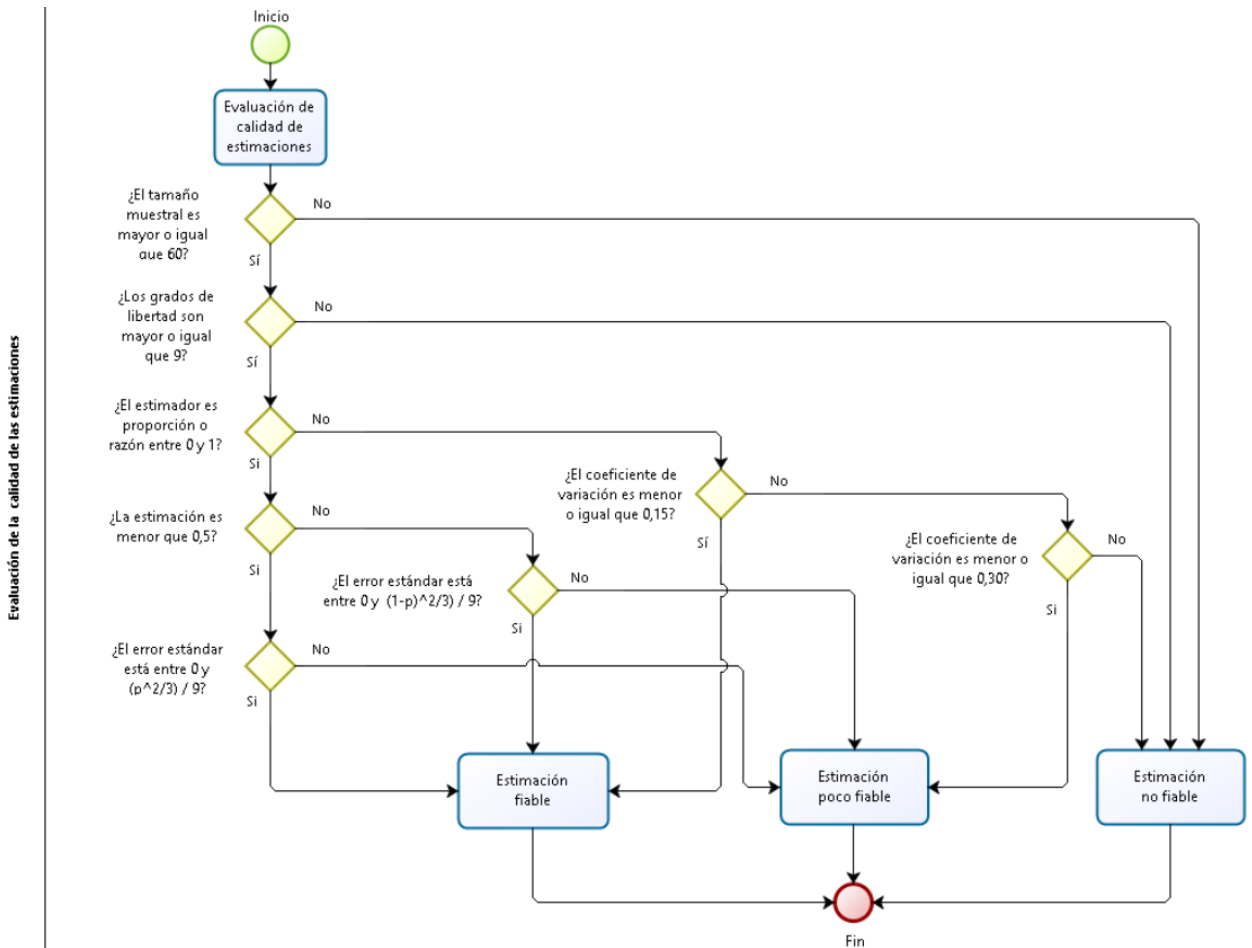 Evaluación de la calidad de las estimaciones
Inicio
Evaluación de
calidad de
estimaciones
¿El tamaño
muestral es
mayor o igual
que 60?
No
Sí
¿Los grados de
libertad son
mayor o igual
que 9?
No
Sí
¿El estimador es
proporción o
razón entre 0 y 1?
No
Si
¿El coeficiente de
variación es menor
o igual que 0,15?
No
Sí
¿La estimación es
menor que 0,5?
No
Si
¿El coeficiente de
variación es menor o
igual que 0,30?
No
Si
¿El error estándar está
entre 0 y (1-p)^2/3) / 9?
No
Si
¿El error estándar
está entre 0 y
(p^2/3) / 9?
No
Si
Estimación
fiable
Estimación
poco fiable
Estimación
no fiable
Fin